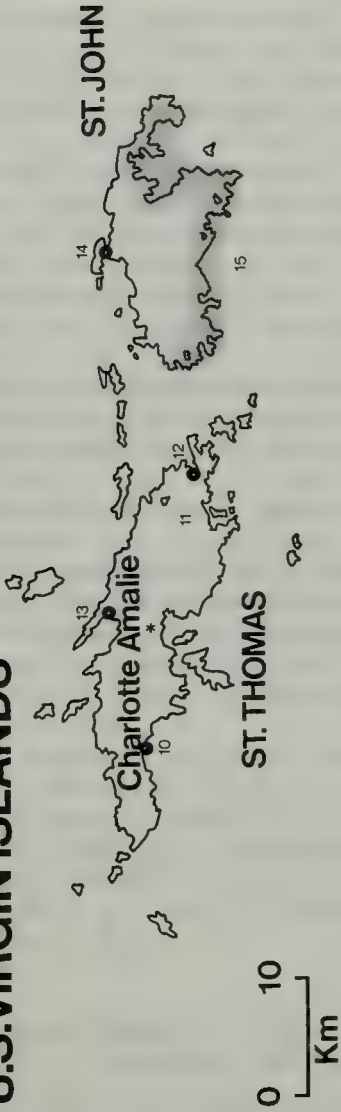 U.S.VIRGIN ISLANDS
ST. JOHN
14
15
12
11
13
Charlotte Amalie
*
10
ST. THOMAS
0 10
Km